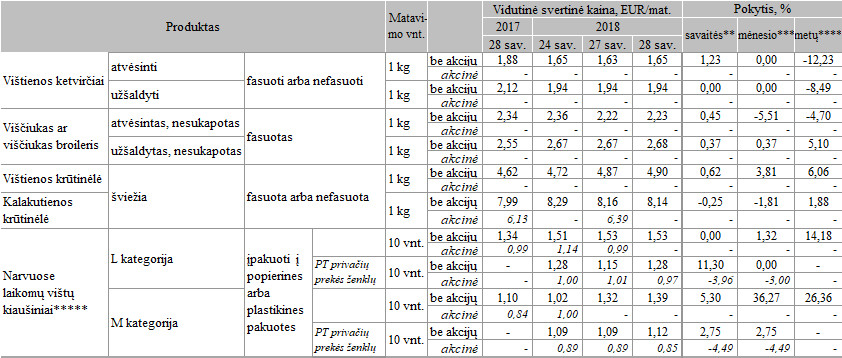 Produktas Matavi- Vidutinė svertinė kaina, EUR/mat. Pokytis, %
mo vnt. 2017 2018 savaitės** mėnesio*** metų****
28 sav. 24 sav. 27 sav. 28 sav.
Vištienos ketvirčiai atvėsinti fasuoti arba nefasuoti 1 kg be akcijų 1,88 1,65 1,63 1,65 1,23 0,00 -12,23
akcinė - - - - - - -
užšaldyti 1 kg be akcijų 2,12 1,94 1,94 1,94 0,00 0,00 -8,49
akcinė - - - - - - -
Viščiukas ar viščiukas broileris atvėsintas, nesukapotas fasuotas 1 kg be akcijų 2,34 2,36 2,22 2,23 0,45 -5,51 -4,70
akcinė - - - - - - -
užšaldytas, nesukapotas 1 kg be akcijų 2,55 2,67 2,67 2,68 0,37 0,37 5,10
akcinė - - - - - - -
Vištienos krūtinėlė šviežia fasuota arba nefasuota 1 kg be akcijų 4,62 4,72 4,87 4,90 0,62 3,81 6,06
akcinė - - - - - - -
Kalakutienos krūtinėlė 1 kg be akcijų 7,99 8,29 8,16 8,14 -0,25 -1,81 1,88
akcinė 6,13 - 6,39 - - - -
Narvuose laikomų vištų kiaušiniai***** L kategorija įpakuoti į popierines arba plastikines pakuotes 10 vnt. be akcijų 1,34 1,51 1,53 1,53 0,00 1,32 14,18
akcinė 0,99 1,14 0,99 - - - -
PT privačių prekės ženklų 10 vnt. be akcijų - 1,28 1,15 1,28 11,30 0,00 -
akcinė - 1,00 1,01 0,97 -3,96 -3,00 -
M kategorija 10 vnt. be akcijų 1,10 1,02 1,32 1,39 5,30 36,27 26,36
akcinė 0,84 1,00 - - - - -
PT privačių prekės ženklų 10 vnt. be akcijų - 1,09 1,09 1,12 2,75 2,75 -
akcinė - 0,89 0,89 0,85 -4,49 -4,49 -